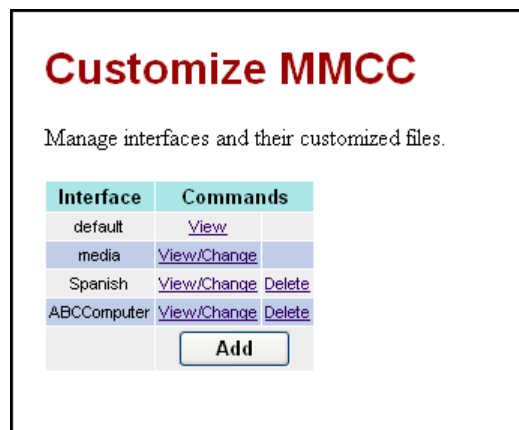 Customize MMCC
Manage interfaces and their customized files.
Interface Commands
default View
media View/Change
Spanish View/Change Delete
ABCComputer View/Change Delete
Add